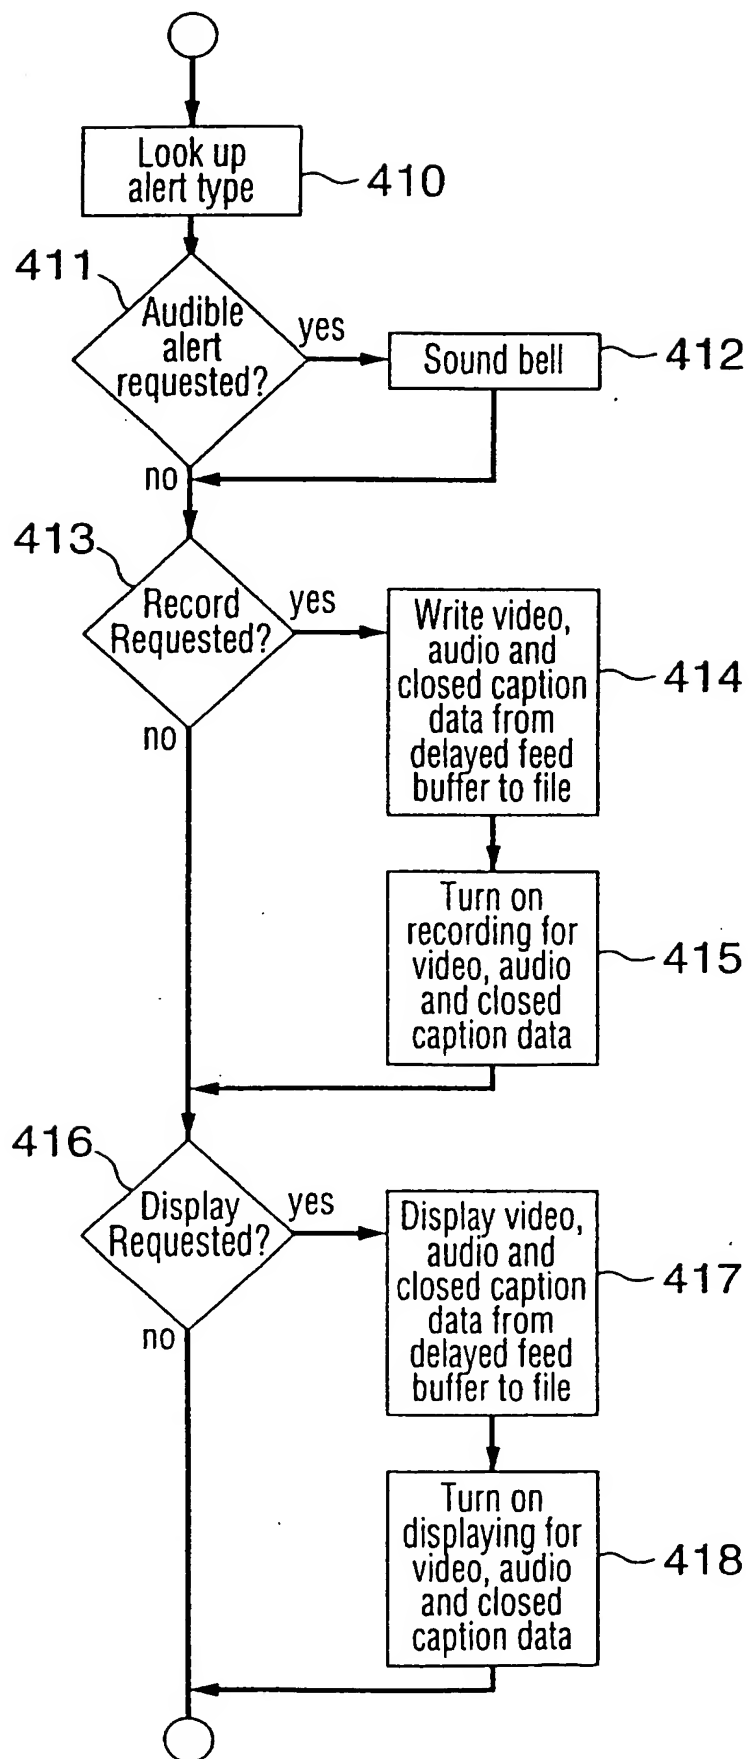 Look up
alert type
410
411
Audible
alert
requested?
yes
Sound bell
412
no
413
Record
Requested?
yes
Write video,
audio and
closed caption
data from
delayed feed
buffer to file
414
no
Turn on
recording for
video, audio
and closed
caption data
415
416
Display
Requested?
yes
Display video,
audio and
closed caption
data from
delayed feed
buffer to file
417
no
Turn on
displaying for
video, audio
and closed
caption data
418